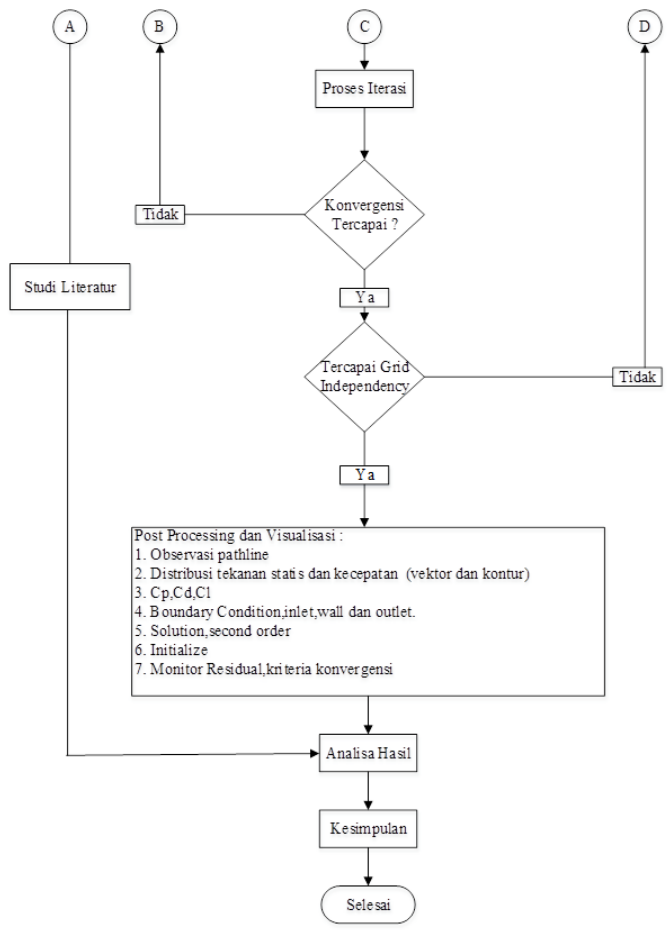 A
B
C
D
Proses Iterasi
Konvergensi
Tercapai ?
Tidak
Studi Literatur
Ya
Tercapai Grid
Independency
Tidak
Ya
Post Processing dan Visualisasi :
1. Observasi pathline
2. Distribusi tekanan statis dan kecepatan (vektor dan kontur)
3. Cp,Cd,Cl
4. Boundary Condition,inlet,wall dan outlet.
5. Solution,second order
6. Initialize
7. Monitor Residual,kriteria konvergensi
Analisa Hasil
Kesimpulan
Selesai